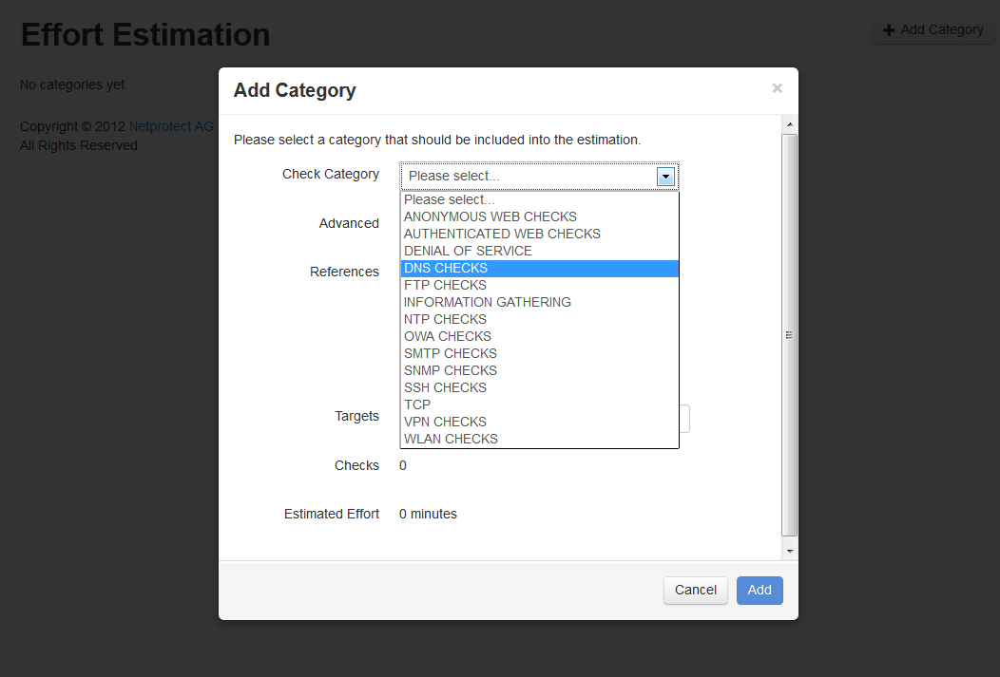 Effort Estimation
+ Add Category
No categories yet.
Copyright © 2012 Netprotect AG
All Rights Reserved
Add Category
×
Please select a category that should be included into the estimation.
Check Category
Please select...
Please select...
ANONYMOUS WEB CHECKS
AUTHENTICATED WEB CHECKS
DENIAL OF SERVICE
DNS CHECKS
FTP CHECKS
INFORMATION GATHERING
NTP CHECKS
OWA CHECKS
SMTP CHECKS
SNMP CHECKS
SSH CHECKS
TCP
VPN CHECKS
WLAN CHECKS
Advanced
References
Targets
Checks 0
Estimated Effort 0 minutes
Cancel Add